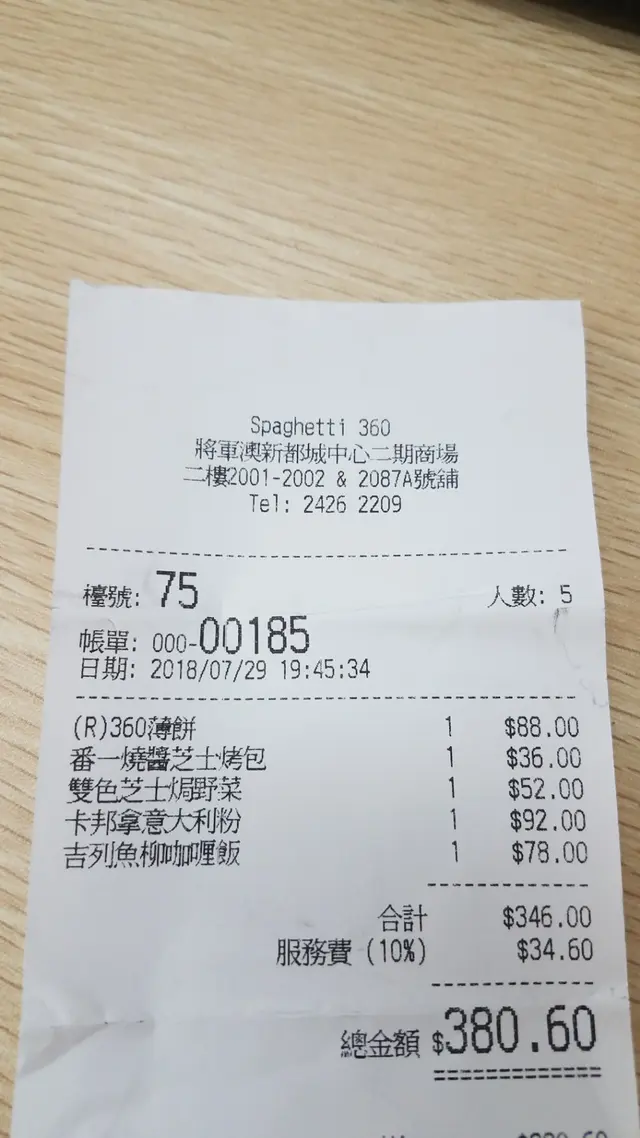 Spaghetti 360
將軍澳新都城中心二期商場
二樓2001-2002 & 2087A號舖
Tel: 2426 2209
檯號: 75 人數: 5
帳單: 000-00185
日期: 2018/07/29 19:45:34
(R)360薄餅 1 $88.00
番一燒醬芝士烤包 1 $36.00
雙色芝士焗野菜 1 $52.00
卡邦拿意大利粉 1 $92.00
吉列魚柳咖喱飯 1 $78.00
合計 $346.00
服務費 (10%) $34.60
總金額 $380.60